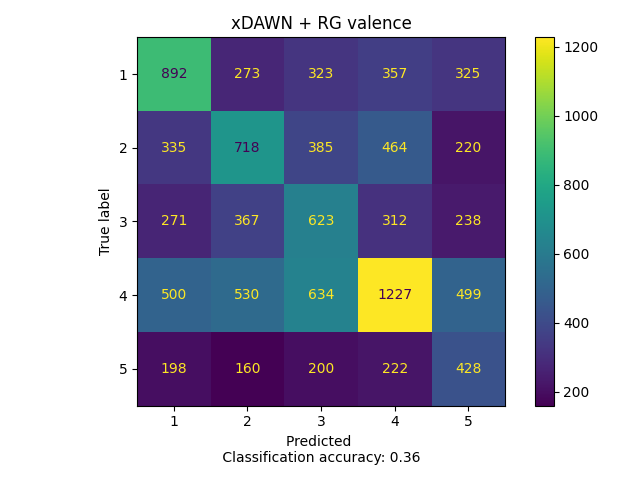 xDAWN + RG valence
True label
1 892 273 323 357 325
2 335 718 385 464 220
3 271 367 623 312 238
4 500 530 634 1227 499
5 198 160 200 222 428
1 2 3 4 5
Predicted
Classification accuracy: 0.36
1200
1000
800
600
400
200